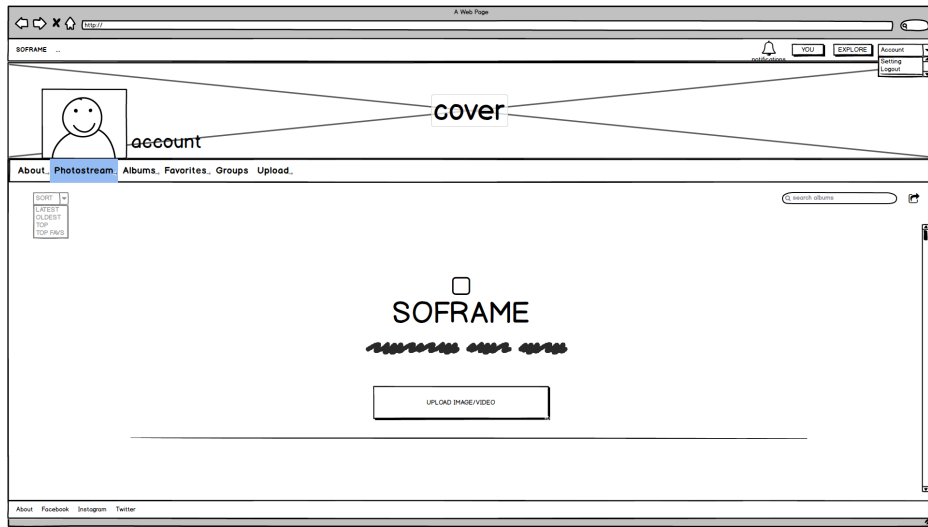 A Web Page
http://
SOFRAME ...
notifications
YOU
EXPLORE
Account
Setting
Logout
cover
account
About... Photostream... Albums... Favorites... Groups Upload...
SORT
LATEST
OLDEST
TOP
TOP FAVS
search albums
SOFRAME
UPLOAD IMAGE/VIDEO
About Facebook Instagram Twitter